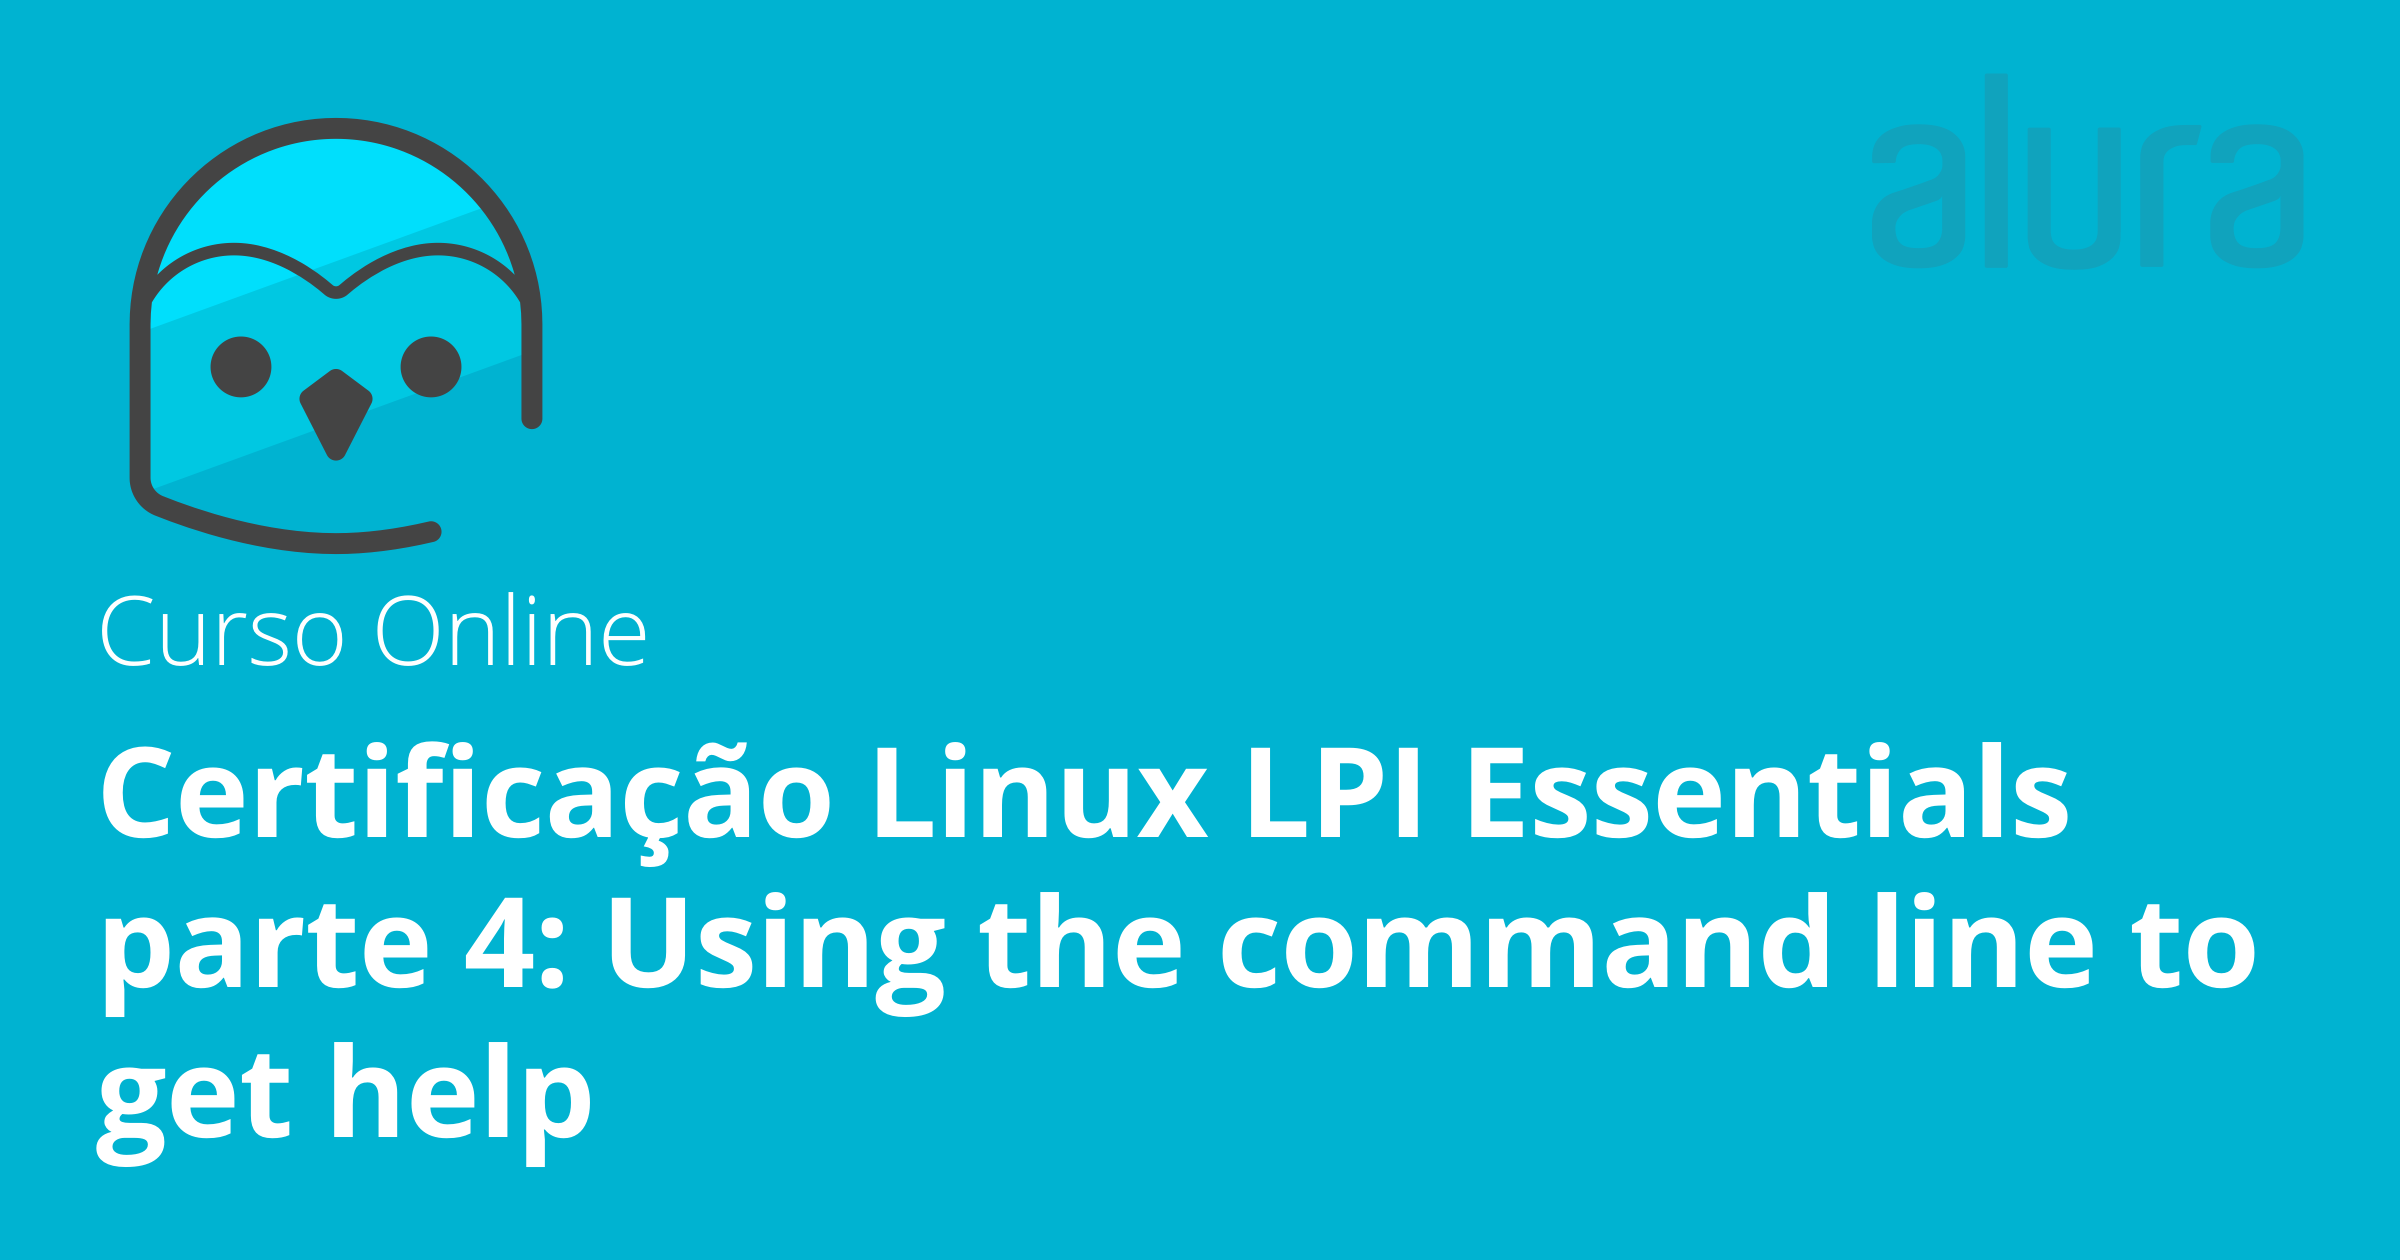 alura
Curso Online
Certificação Linux LPI Essentials
parte 4: Using the command line to
get help